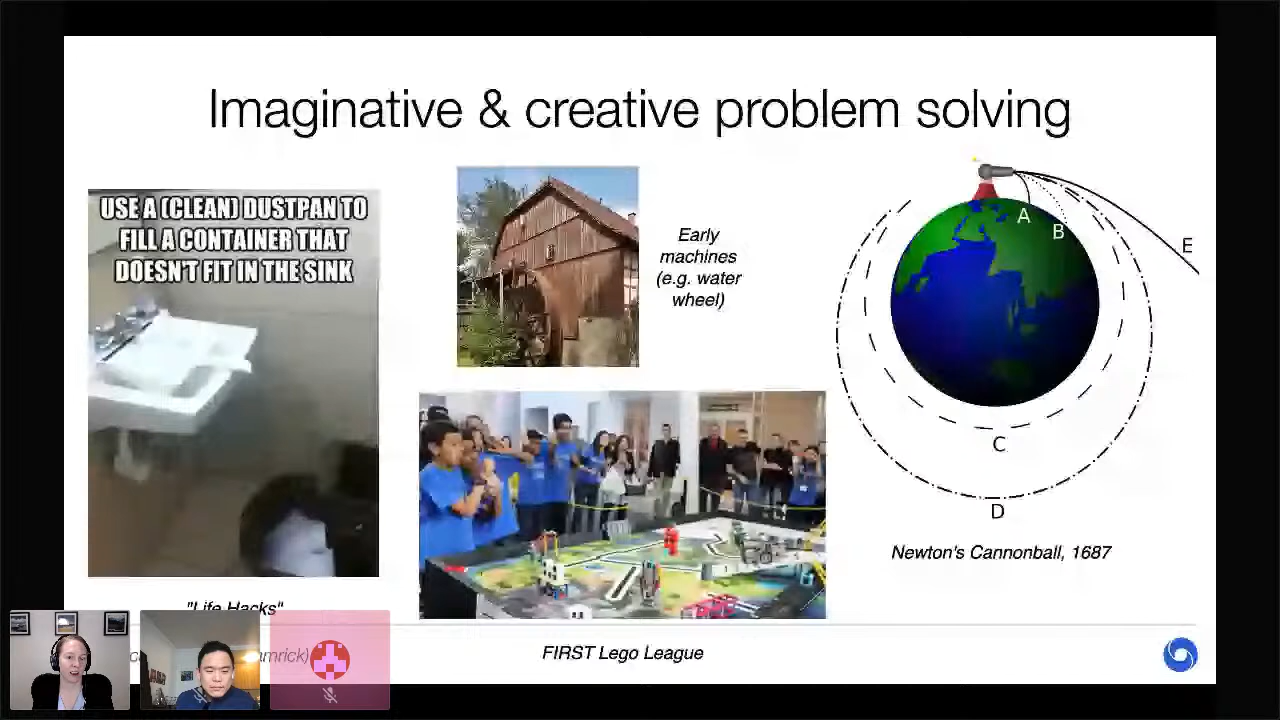 Imaginative & creative problem solving
USE A (CLEAN) DUSTPAN TO
FILL A CONTAINER THAT
DOESN'T FIT IN THE SINK
"Life Hacks"
Early
machines
(e.g. water
wheel)
FIRST Lego League
A
B
E
C
D
Newton's Cannonball, 1687
amrick)